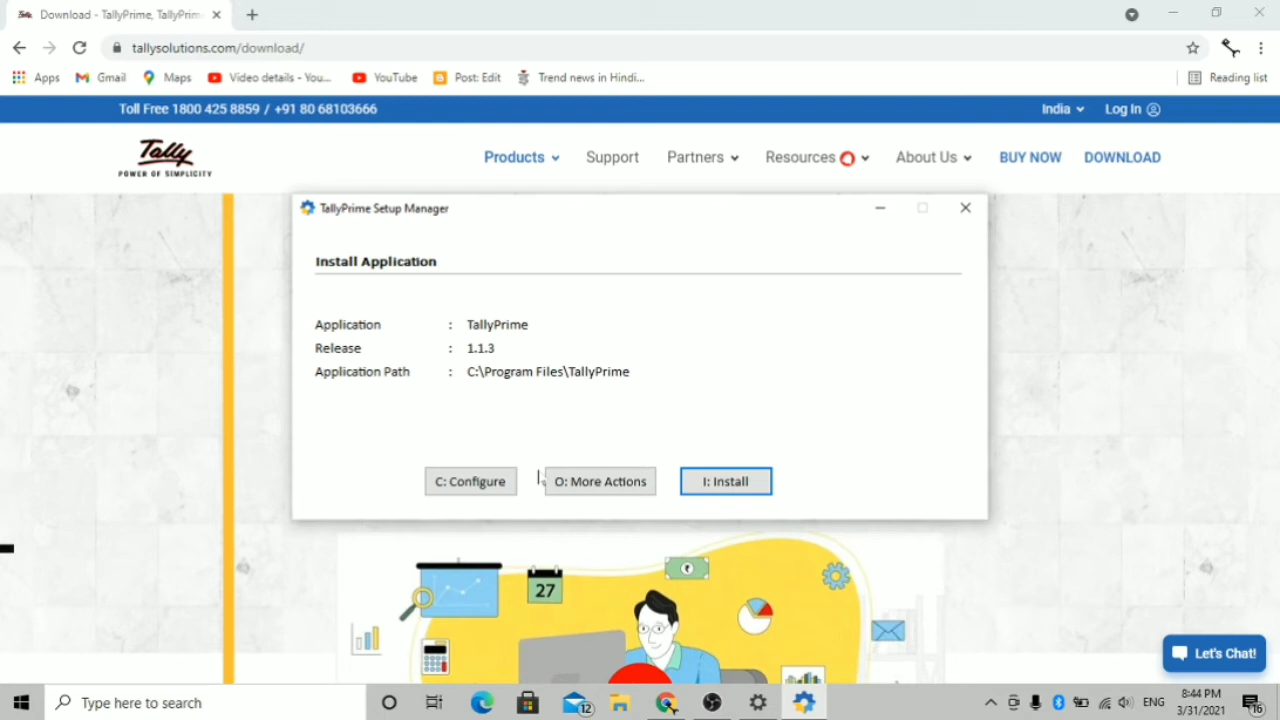 Download - TallyPrime, TallyPrim
tallysolutions.com/download/
Apps
Gmail
Maps
Video details - You...
YouTube
Post: Edit
Trend news in Hindi...
Reading list
Toll Free 1800 425 8859 / +91 80 68103666
India
Log In
Tally
POWER OF SIMPLICITY
Products
Support
Partners
Resources
About Us
BUY NOW
DOWNLOAD
TallyPrime Setup Manager
Install Application
Application : TallyPrime
Release : 1.1.3
Application Path : C:\Program Files\TallyPrime
C: Configure
O: More Actions
I: Install
27
₹
Let's Chat!
Type here to search
12
ENG
8:44 PM
3/31/2021
16